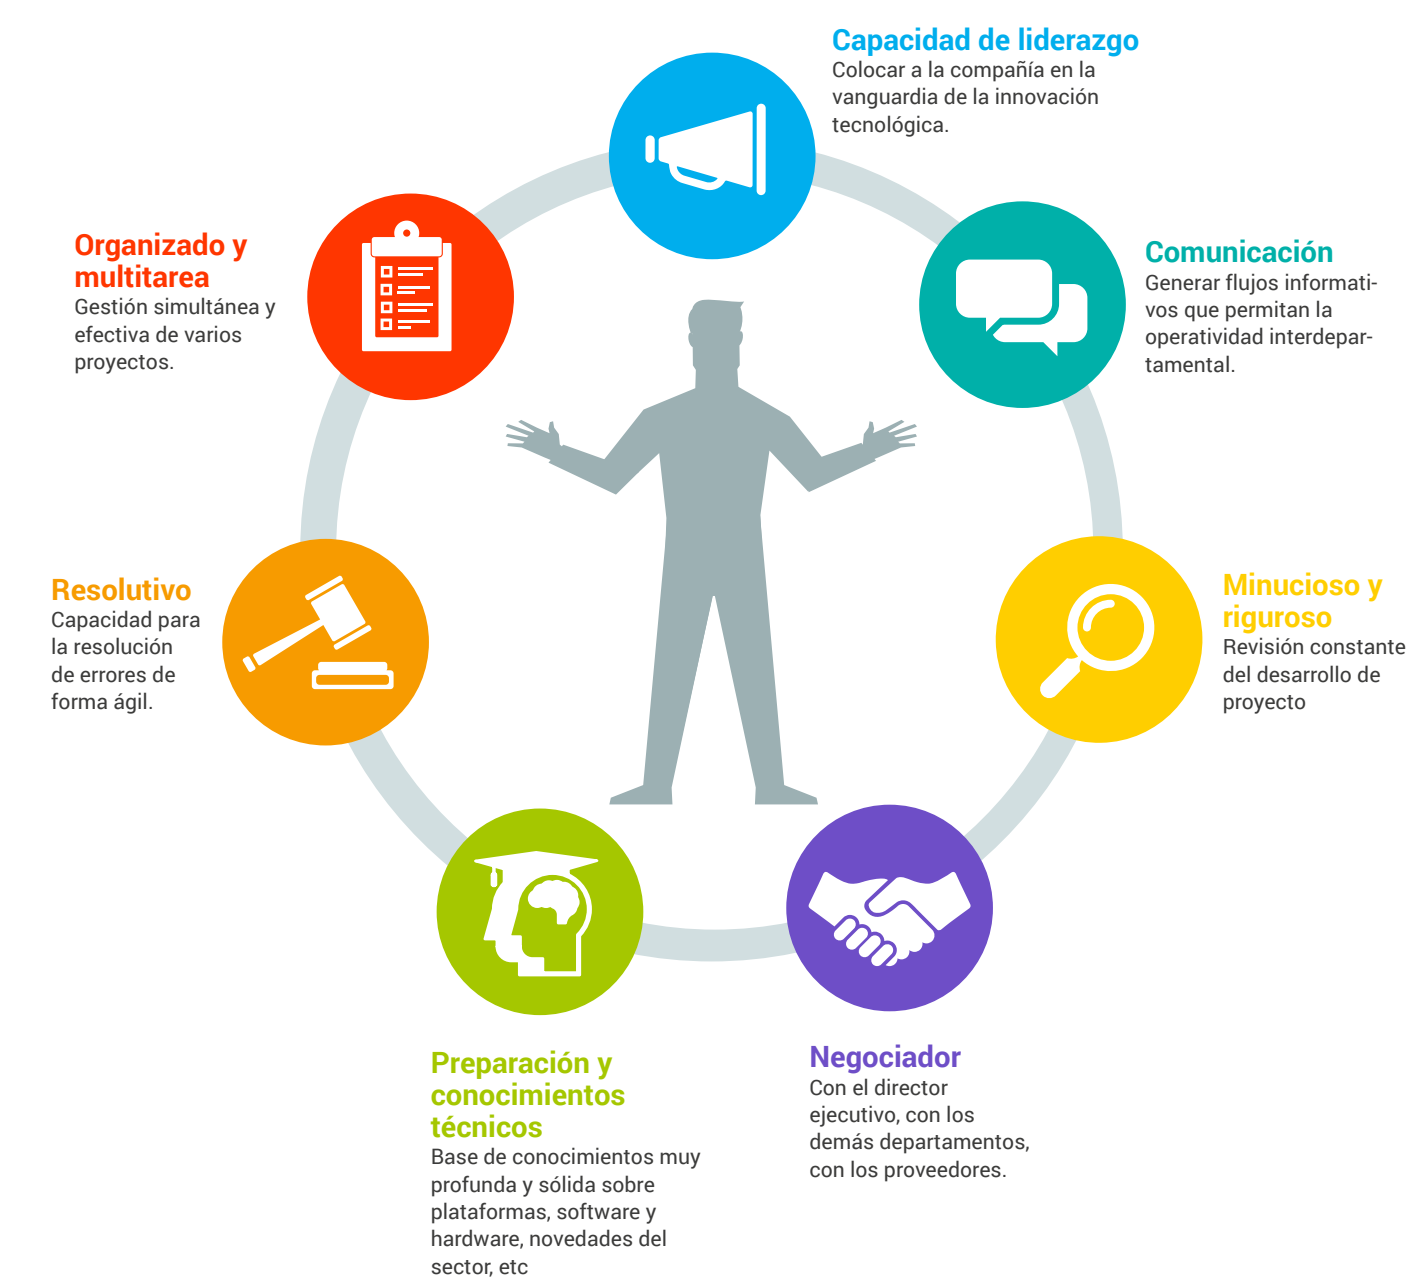 Capacidad de liderazgo
Colocar a la compañía en la
vanguardia de la innovación
tecnológica.
Comunicación
Generar flujos informati-
vos que permitan la
operatividad interdepar-
tamental.
Minucioso y
riguroso
Revisión constante
del desarrollo de
proyecto
Negociador
Con el director
ejecutivo, con los
demás departamentos,
con los proveedores.
Preparación y
conocimientos
técnicos
Base de conocimientos muy
profunda y sólida sobre
plataformas, software y
hardware, novedades del
sector, etc
Resolutivo
Capacidad para
la resolución
de errores de
forma ágil.
Organizado y
multitarea
Gestión simultánea y
efectiva de varios
proyectos.